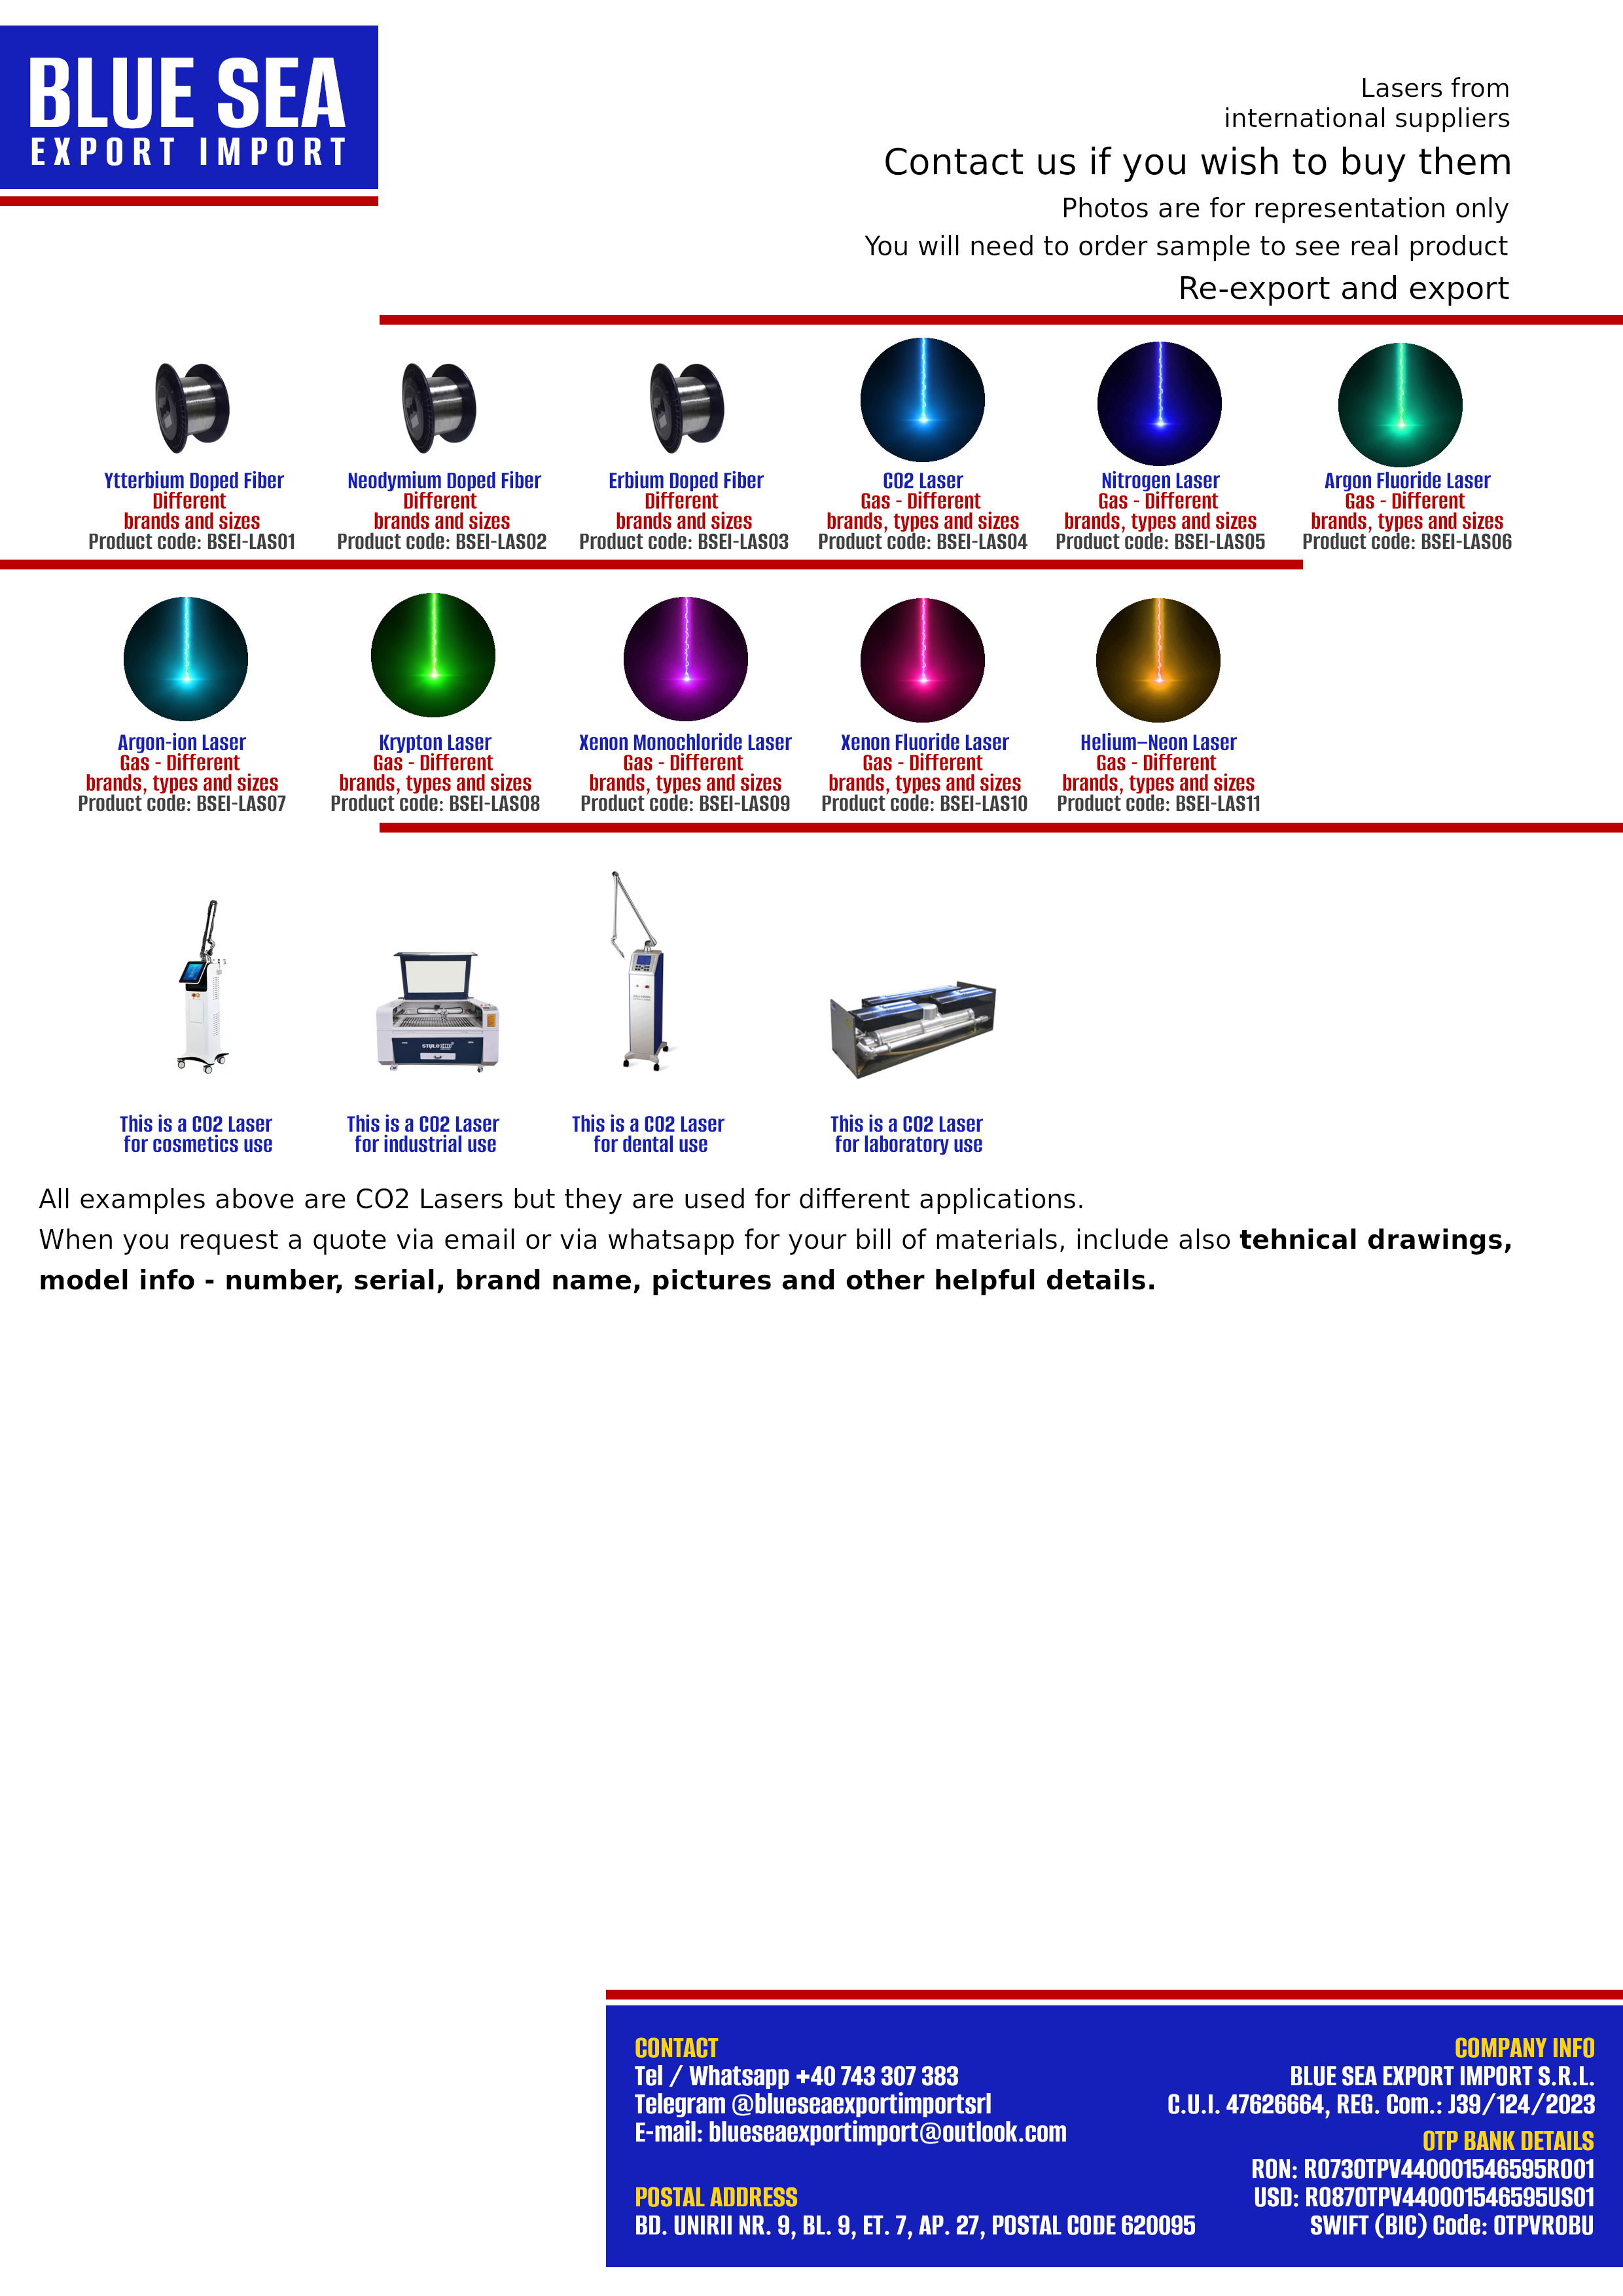 BLUE SEA
EXPORT IMPORT
Lasers from
international suppliers
Contact us if you wish to buy them
Photos are for representation only
You will need to order sample to see real product
Re-export and export
Ytterbium Doped Fiber
Different
brands and sizes
Product code: BSEI-LAS01
Neodymium Doped Fiber
Different
brands and sizes
Product code: BSEI-LAS02
Erbium Doped Fiber
Different
brands and sizes
Product code: BSEI-LAS03
CO2 Laser
Gas - Different
brands, types and sizes
Product code: BSEI-LAS04
Nitrogen Laser
Gas - Different
brands, types and sizes
Product code: BSEI-LAS05
Argon Fluoride Laser
Gas - Different
brands, types and sizes
Product code: BSEI-LAS06
Argon-ion Laser
Gas - Different
brands, types and sizes
Product code: BSEI-LAS07
Krypton Laser
Gas - Different
brands, types and sizes
Product code: BSEI-LAS08
Xenon Monochloride Laser
Gas - Different
brands, types and sizes
Product code: BSEI-LAS09
Xenon Fluoride Laser
Gas - Different
brands, types and sizes
Product code: BSEI-LAS10
Helium–Neon Laser
Gas - Different
brands, types and sizes
Product code: BSEI-LAS11
This is a CO2 Laser
for cosmetics use
This is a CO2 Laser
for industrial use
This is a CO2 Laser
for dental use
This is a CO2 Laser
for laboratory use
All examples above are CO2 Lasers but they are used for different applications.
When you request a quote via email or via whatsapp for your bill of materials, include also tehnical drawings,
model info - number, serial, brand name, pictures and other helpful details.
CONTACT
Tel / Whatsapp +40 743 307 383
Telegram @blueseaexportimportsrl
E-mail: blueseaexportimport@outlook.com
POSTAL ADDRESS
BD. UNIRII NR. 9, BL. 9, ET. 7, AP. 27, POSTAL CODE 620095
COMPANY INFO
BLUE SEA EXPORT IMPORT S.R.L.
C.U.I. 47626664, REG. Com.: J39/124/2023
OTP BANK DETAILS
RON: RO73OTPV440001546595RO01
USD: RO87OTPV440001546595US01
SWIFT (BIC) Code: OTPVROBU